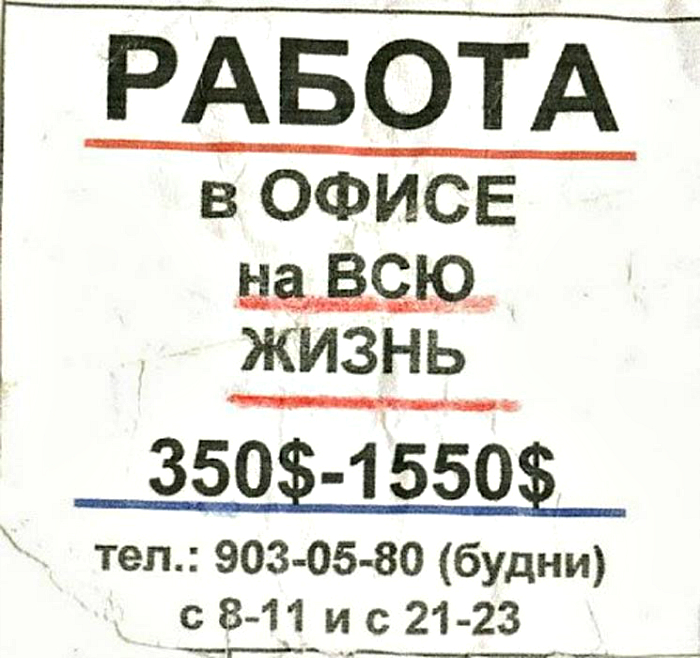 РАБОТА
в ОФИСЕ
на ВСЮ
ЖИЗНЬ
350$-1550$
тел.: 903-05-80 (будни)
с 8-11 и с 21-23